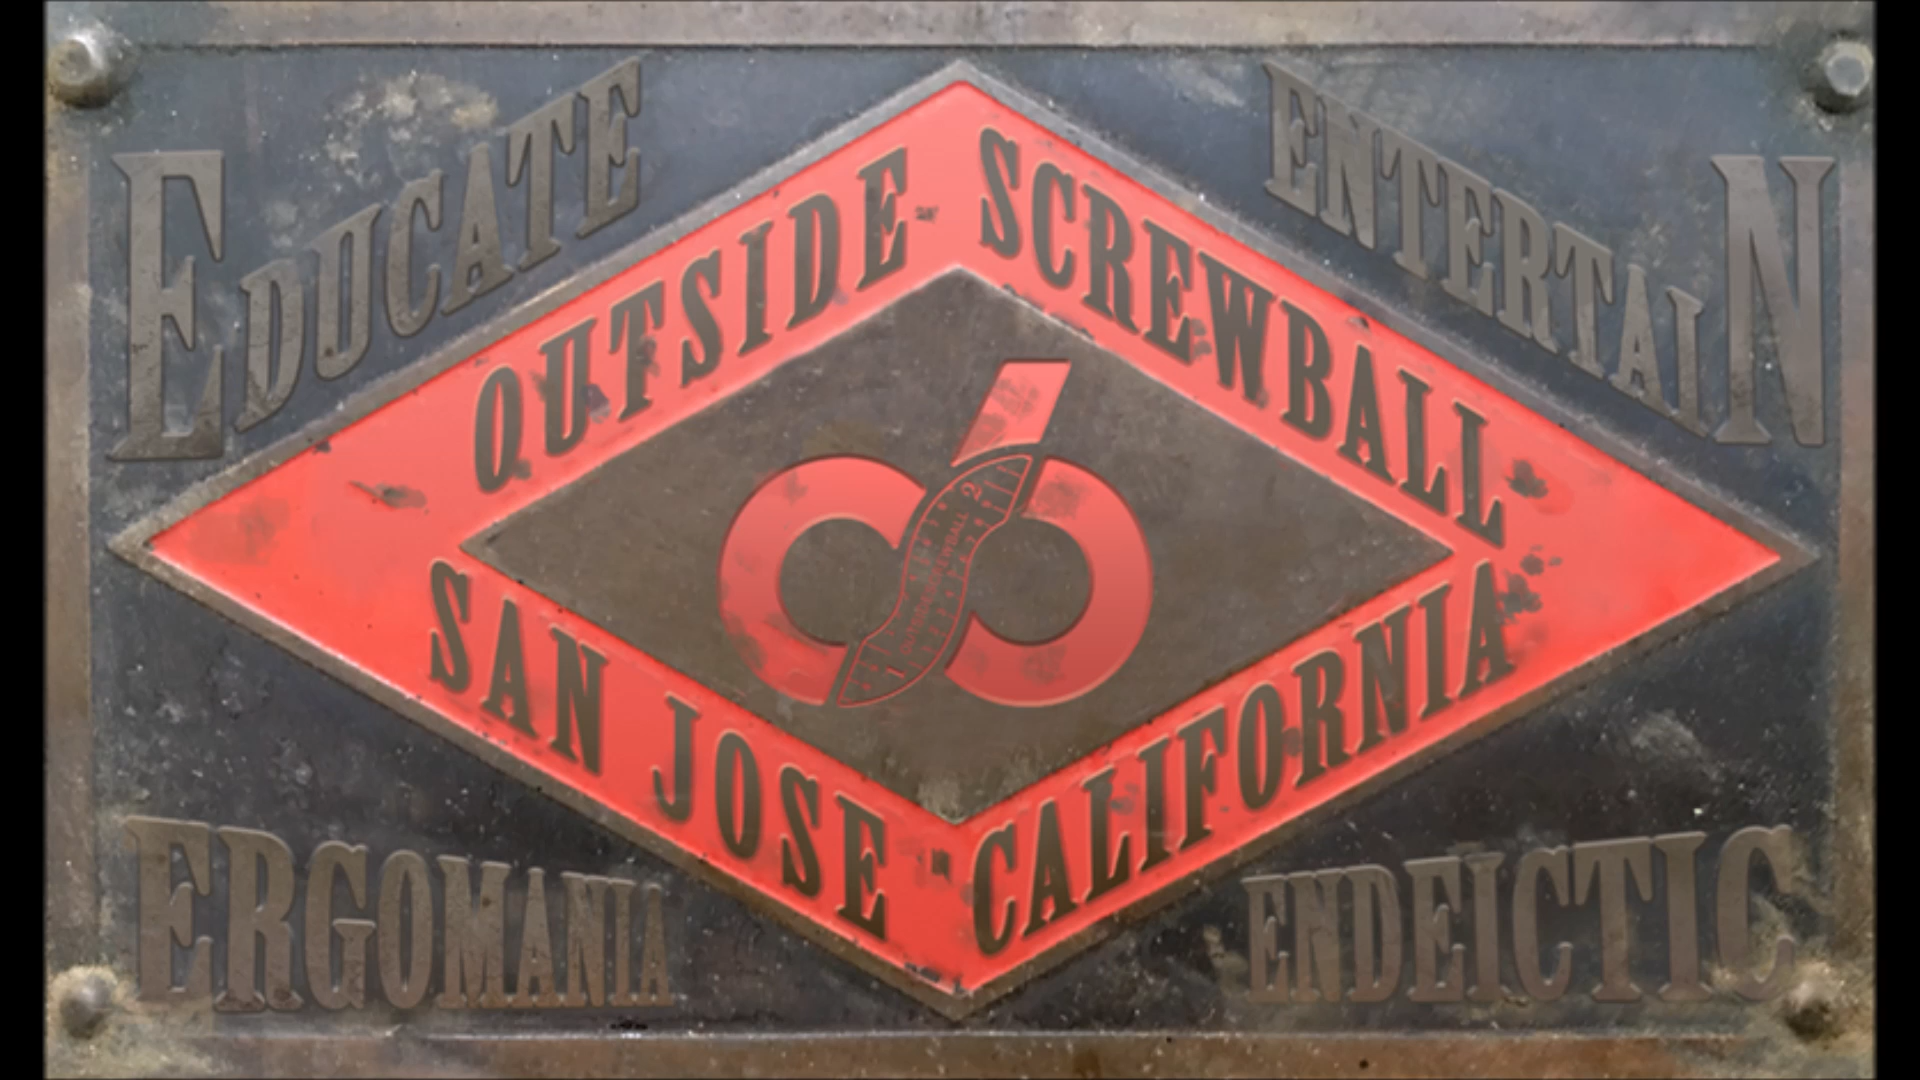 EDUCATE
ENTERTAIN
OUTSIDE SCREWBALL
SAN JOSE CALIFORNIA
ERGOMANIA
ENDEICTIC